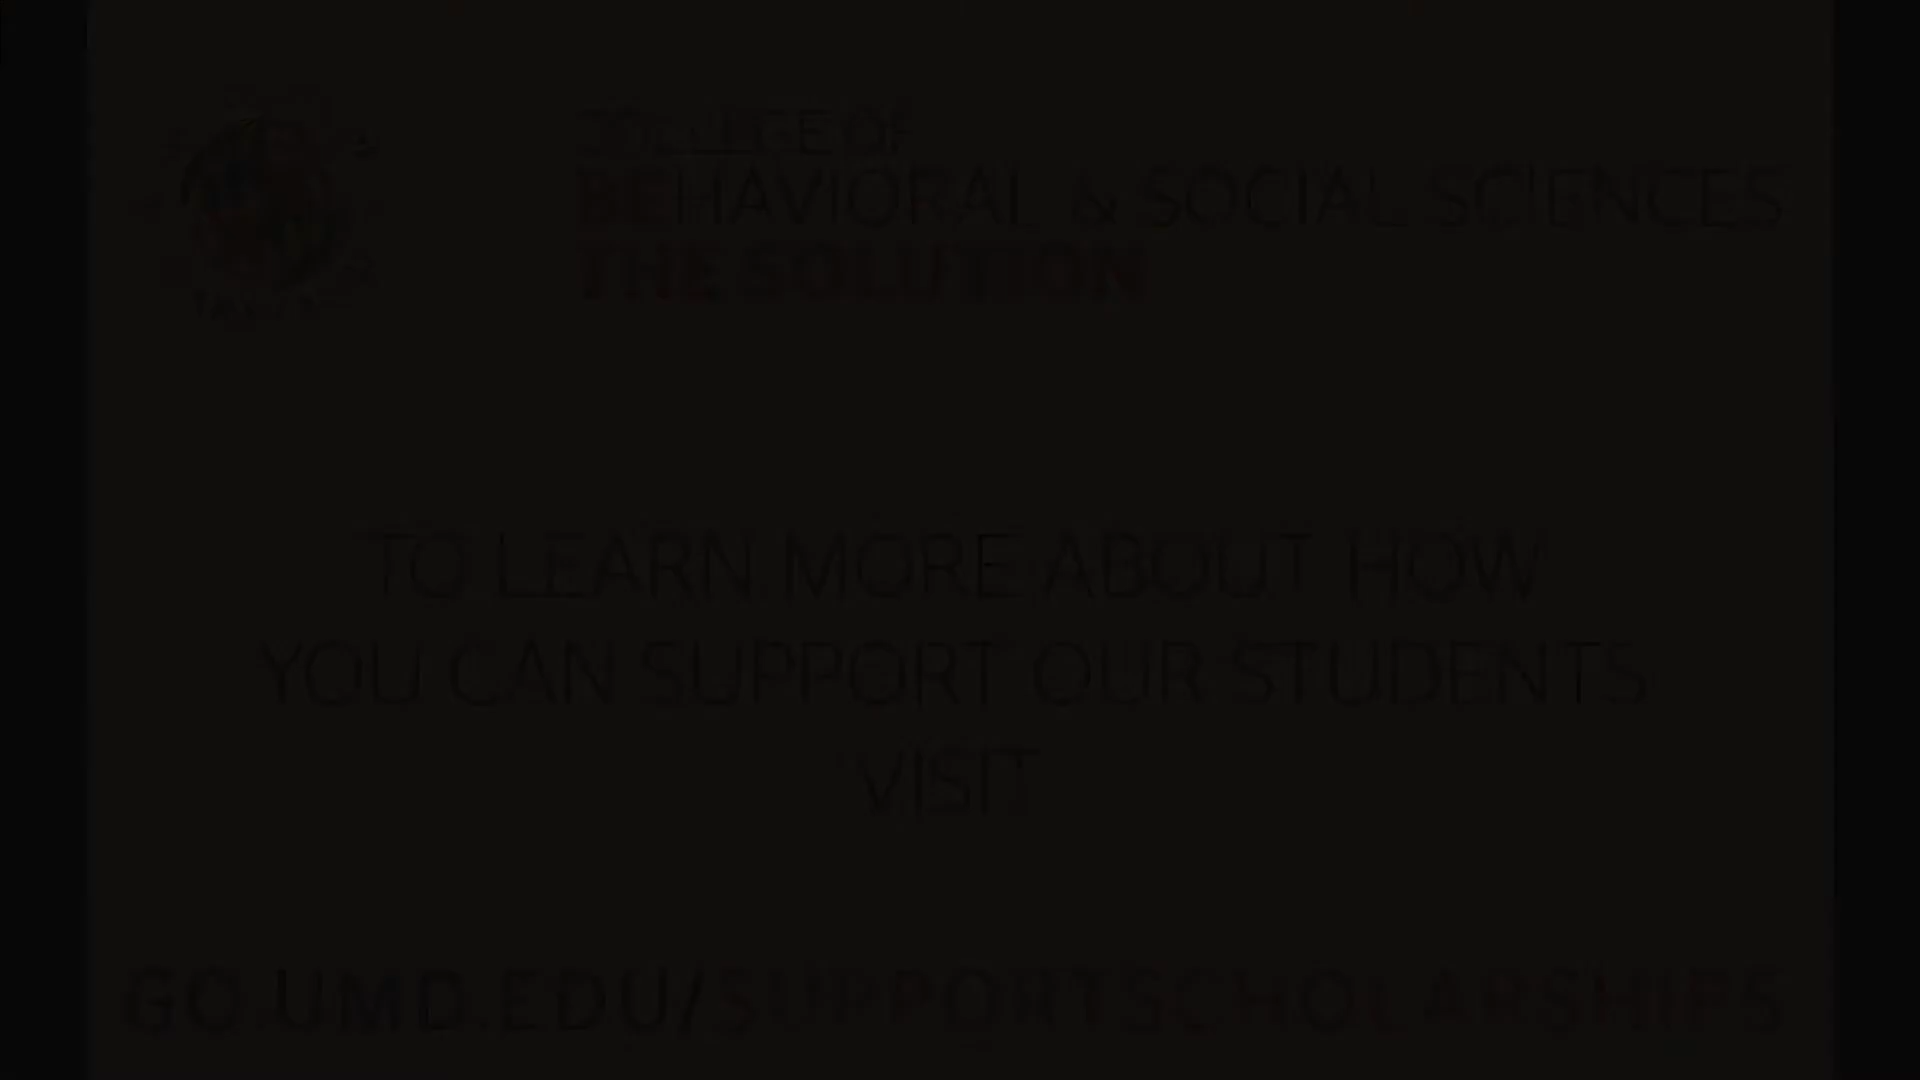 COLLEGE OF
BEHAVIORAL & SOCIAL SCIENCES
THE SOLUTION
TO LEARN MORE ABOUT HOW
YOU CAN SUPPORT OUR STUDENTS
VISIT
GO.UMD.EDU/SUPPORTSCHOLARSHIPS